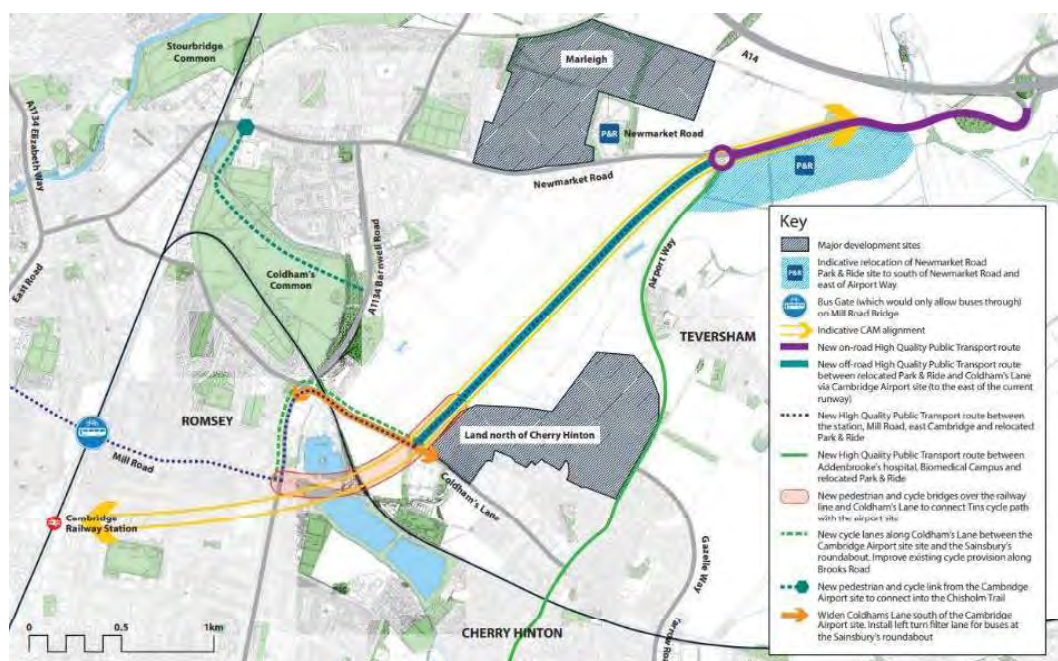 Stourbridge
Common
A1134 Elizabeth Way
East Road
Marleigh
A14
P&R
Newmarket Road
Newmarket Road
P&R
Coldham's
Common
A1134 Barnwell Road
Airport Way
TEVERSHAM
ROMSEY
Land north of Cherry Hinton
Mill Road
Coldham's Lane
Cambridge
Railway Station
Gazelle Way
CHERRY HINTON
Yarrow Road
0
0.5
1km
Key
Major development sites
P&R
Indicative relocation of Newmarket Road
Park & Ride site to south of Newmarket Road and
east of Airport Way
Bus Gate (which would only allow buses through)
on Mill Road Bridge
Indicative CAM alignment
New on-road High Quality Public Transport route
New off-road High Quality Public Transport route
between relocated Park & Ride and Coldham's Lane
via Cambridge Airport site (to the east of the current
runway)
New High Quality Public Transport route between
the station, Mill Road, east Cambridge and relocated
Park & Ride
New High Quality Public Transport route between
Addenbrooke's hospital, Biomedical Campus and
relocated Park & Ride
New pedestrian and cycle bridges over the railway
line and Coldham's Lane to connect Tins cycle path
with the airport site
New cycle lanes along Coldham's Lane between the
Cambridge Airport site site and the Sainsbury's
roundabout. Improve existing cycle provision along
Brooks Road
New pedestrian and cycle link from the Cambridge
Airport site to connect into the Chisholm Trail
Widen Coldhams Lane south of the Cambridge
Airport site. Install left turn filter lane for buses at
the Sainsbury's roundabout